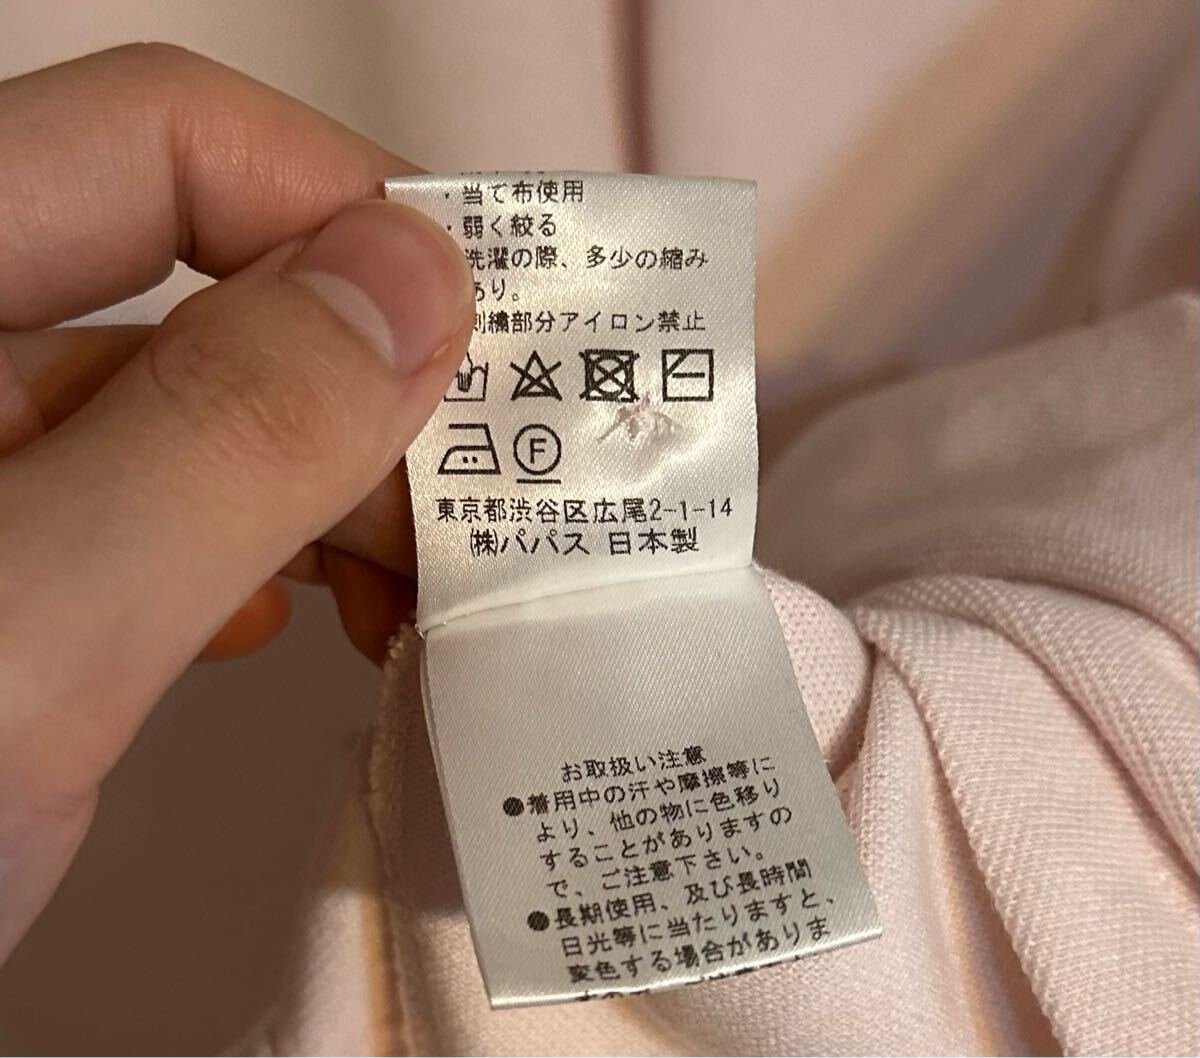 ・当て布使用
・弱く絞る
洗濯の際、多少の縮み
あり。
刺繍部分アイロン禁止
F
東京都渋谷区広尾2-1-14
㈱パパス 日本製
お取扱い注意
●着用中の汗や摩擦等に
より、他の物に色移り
することがありますの
で、ご注意下さい。
●長期使用、及び長時間
日光等に当たりますと、
変色する場合がありま